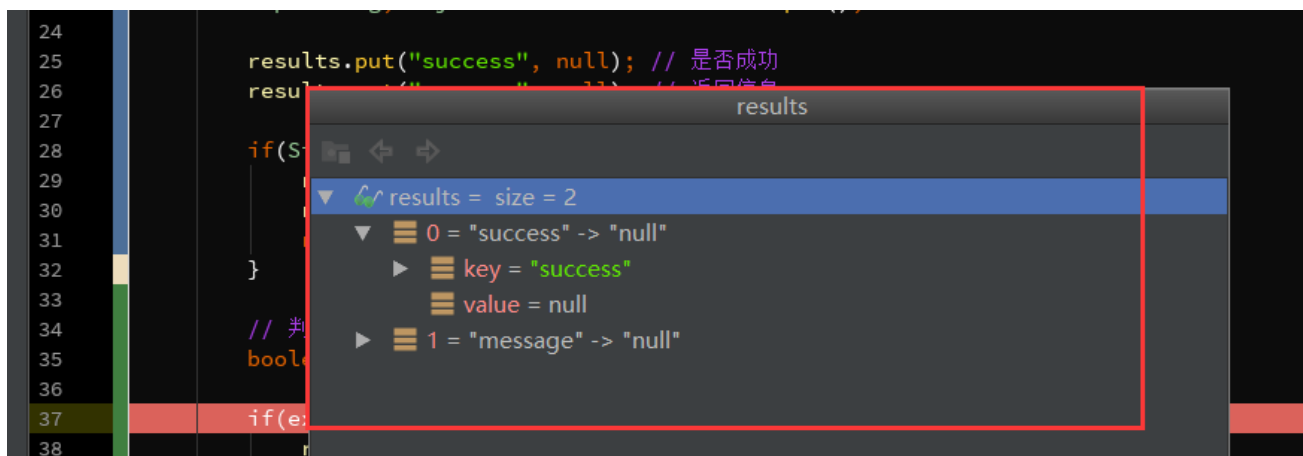 24
25 results.put("success", null); // 是否成功
26 resul
results
27
28 if(S
29
results = size = 2
30
0 = "success" -> "null"
31
32 }
key = "success"
33
value = null
34 // 判
1 = "message" -> "null"
35 boole
36
37 if(e
38